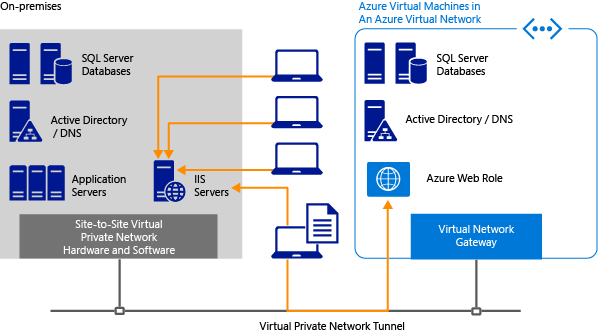 On-premises
SQL Server
Databases
Active Directory
/ DNS
Application
Servers
IIS
Servers
Site-to-Site Virtual
Private Network
Hardware and Software
Azure Virtual Machines in
An Azure Virtual Network
SQL Server
Databases
Active Directory / DNS
Azure Web Role
Virtual Network
Gateway
Virtual Private Network Tunnel